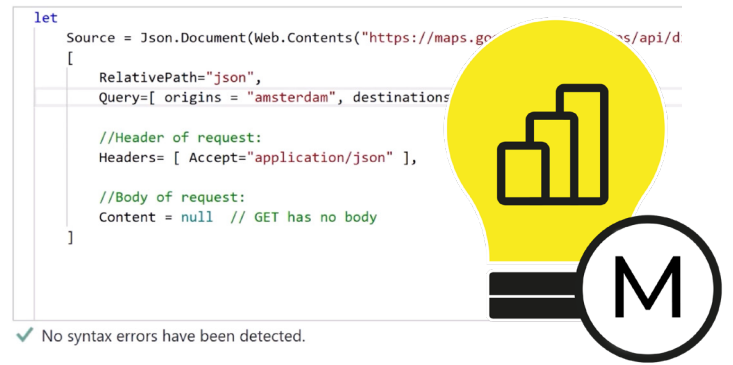 let
Source = Json.Document(Web.Contents("https://maps.go s/api/d
[
RelativePath="json",
Query=[ origins = "amsterdam", destinations
//Header of request:
Headers= [ Accept="application/json" ],
//Body of request:
Content = null // GET has no body
]
M
No syntax errors have been detected.